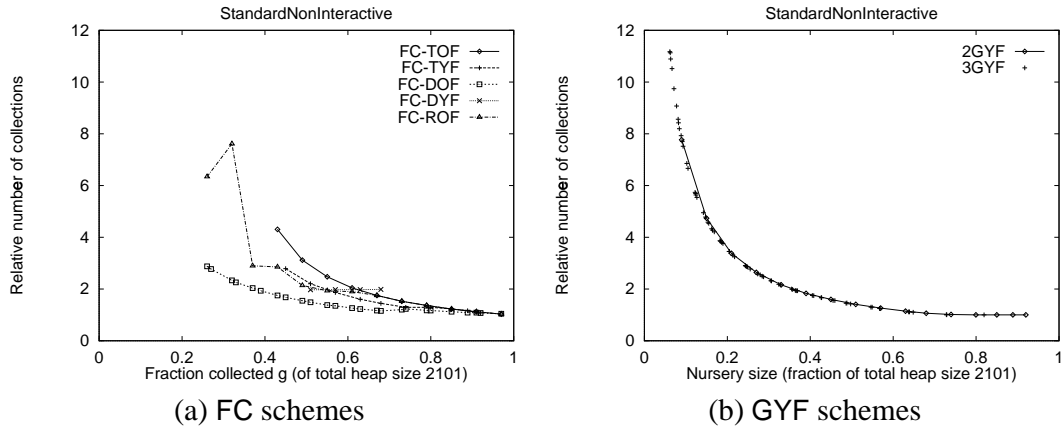 StandardNonInteractive
Relative number of collections
12
10
8
6
4
2
0
0
0.2
0.4
0.6
0.8
1
FC-TOF
FC-TYF
FC-DOF
FC-DYF
FC-ROF
Fraction collected g (of total heap size 2101)
(a) FC schemes
StandardNonInteractive
Relative number of collections
12
10
8
6
4
2
0
0
0.2
0.4
0.6
0.8
1
2GYF
3GYF
Nursery size (fraction of total heap size 2101)
(b) GYF schemes